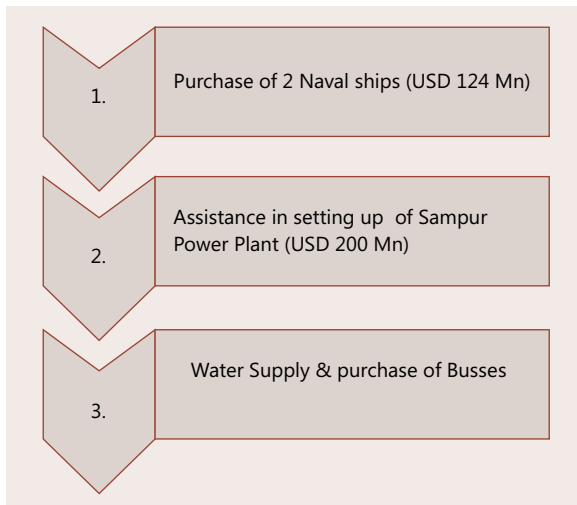 1.
Purchase of 2 Naval ships (USD 124 Mn)
2.
Assistance in setting up of Sampur
Power Plant (USD 200 Mn)
3.
Water Supply & purchase of Busses